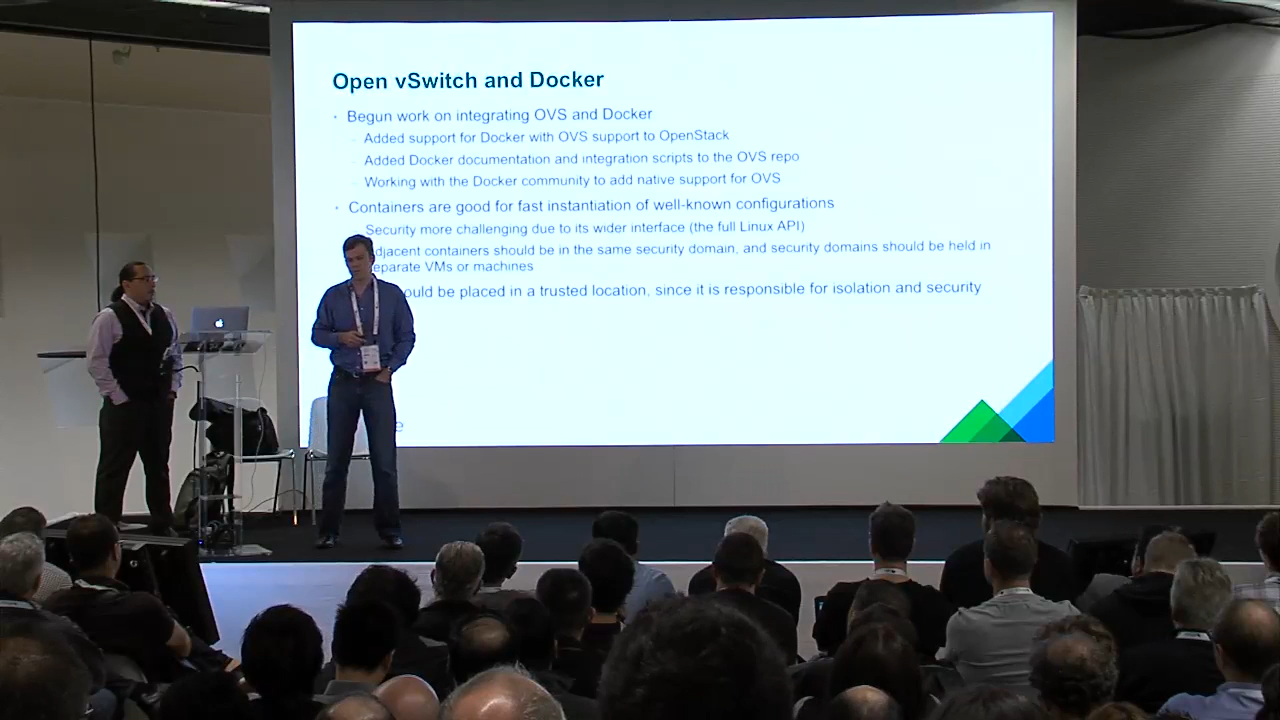 Open vSwitch and Docker
Begun work on integrating OVS and Docker
Added support for Docker with OVS support to OpenStack
Added Docker documentation and integration scripts to the OVS repo
Working with the Docker community to add native support for OVS
Containers are good for fast instantiation of well-known configurations
Security more challenging due to its wider interface (the full Linux API)
djacent containers should be in the same security domain, and security domains should be held in
eparate VMs or machines
ould be placed in a trusted location, since it is responsible for isolation and security
e